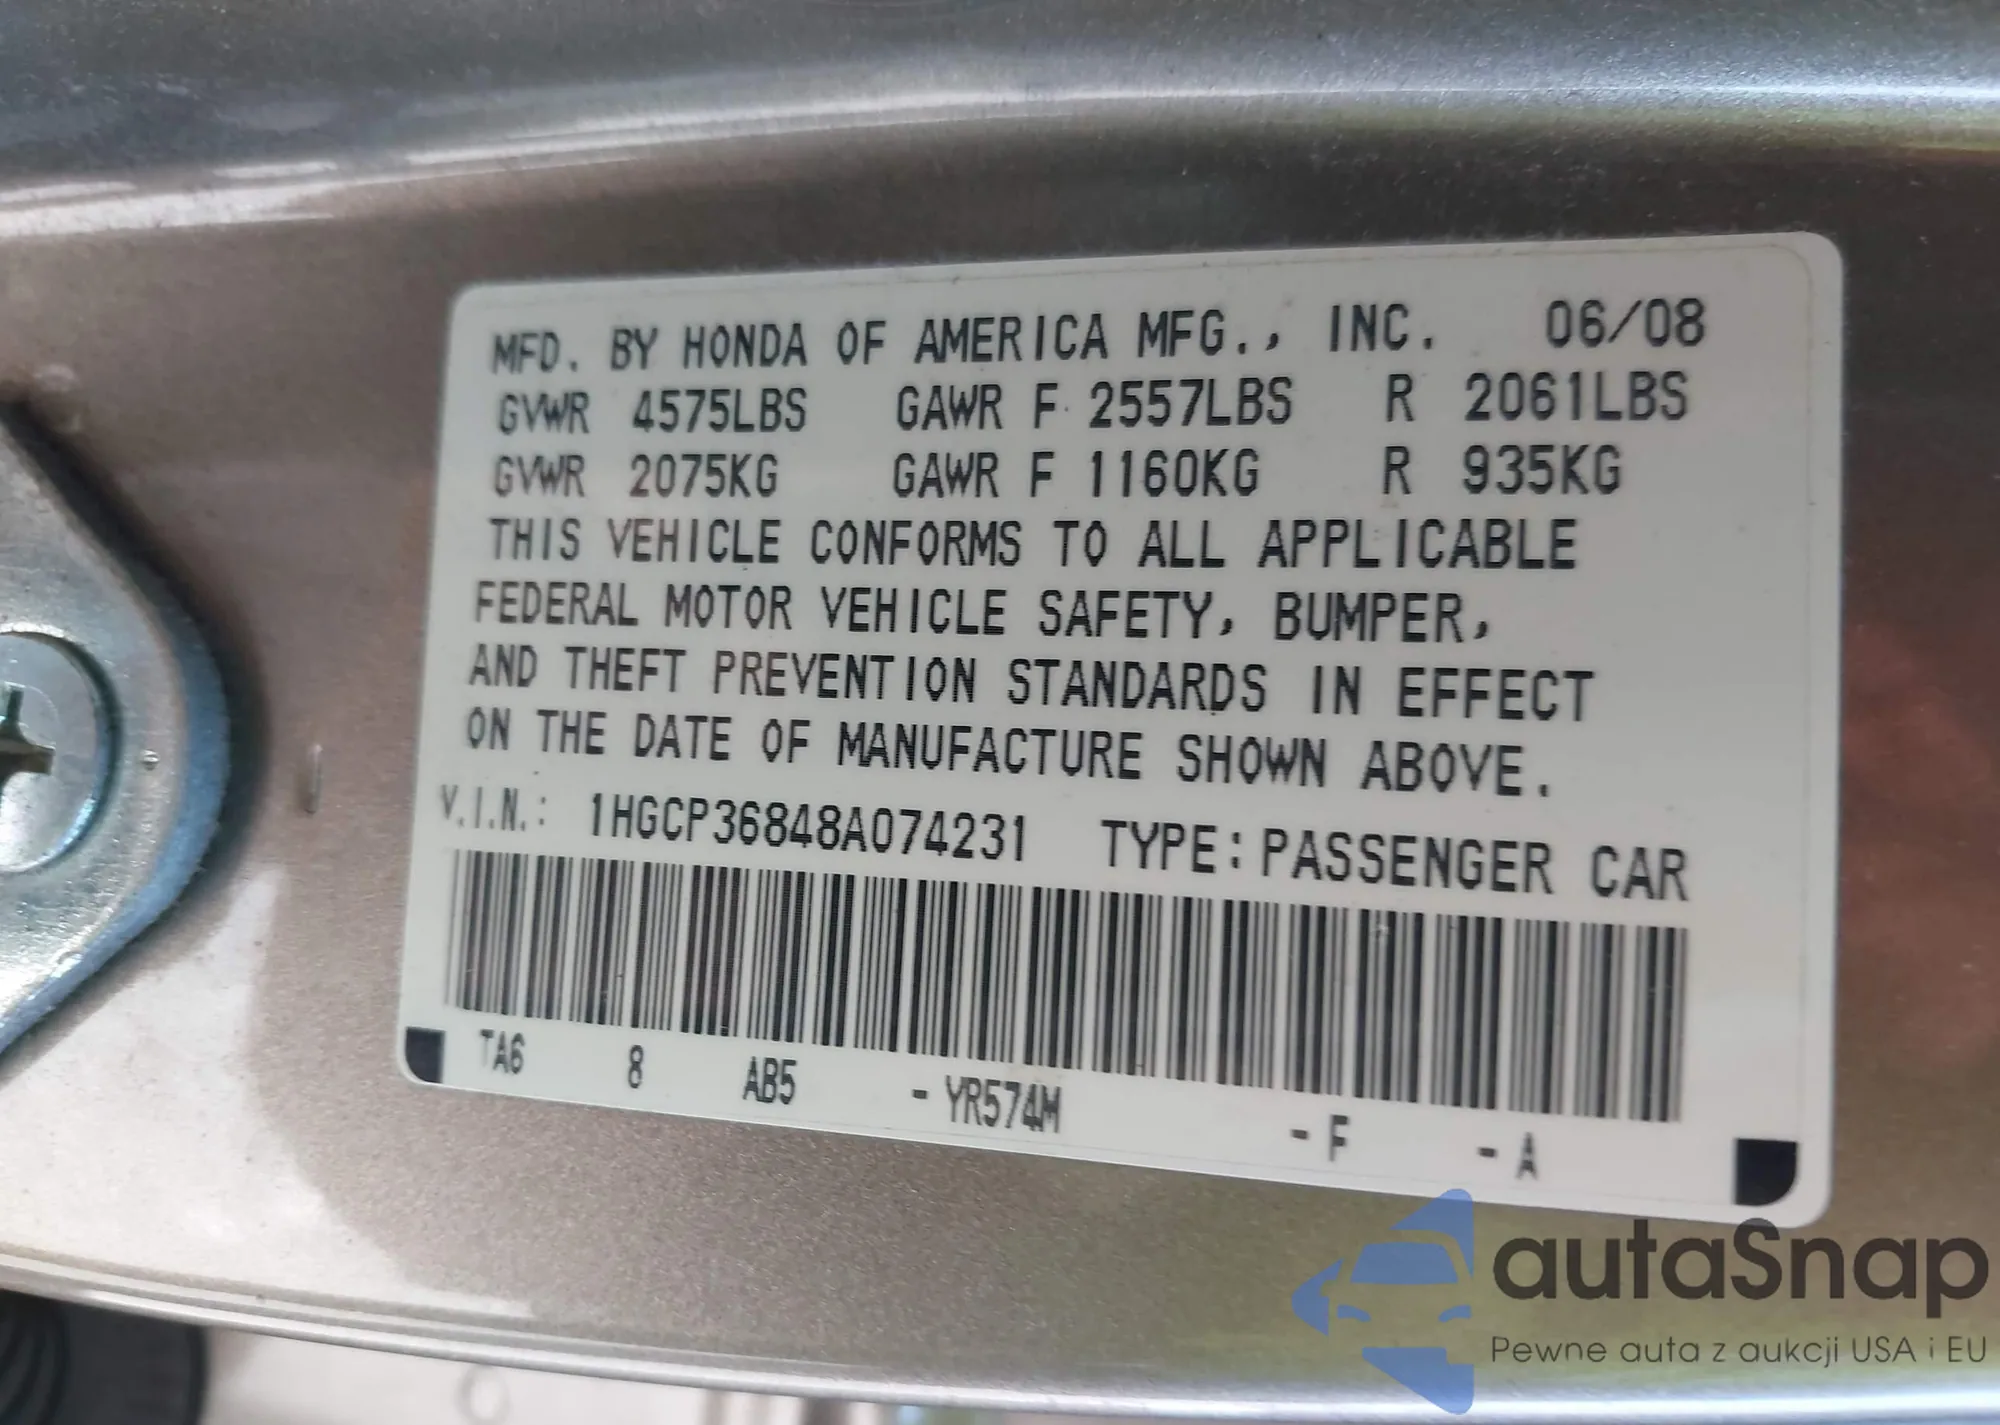 MFD. BY HONDA OF AMERICA MFG., INC. 06/08
GVWR 4575LBS GAWR F 2557LBS R 2061LBS
GVWR 2075KG GAWR F 1160KG R 935KG
THIS VEHICLE CONFORMS TO ALL APPLICABLE
FEDERAL MOTOR VEHICLE SAFETY, BUMPER,
AND THEFT PREVENTION STANDARDS IN EFFECT
ON THE DATE OF MANUFACTURE SHOWN ABOVE.
V.I.N.: 1HGCP36848A074231 TYPE:PASSENGER CAR
TA6 8 AB5 - YR574M - F - A
autaSnap
Pewne auta z aukcji USA i EU